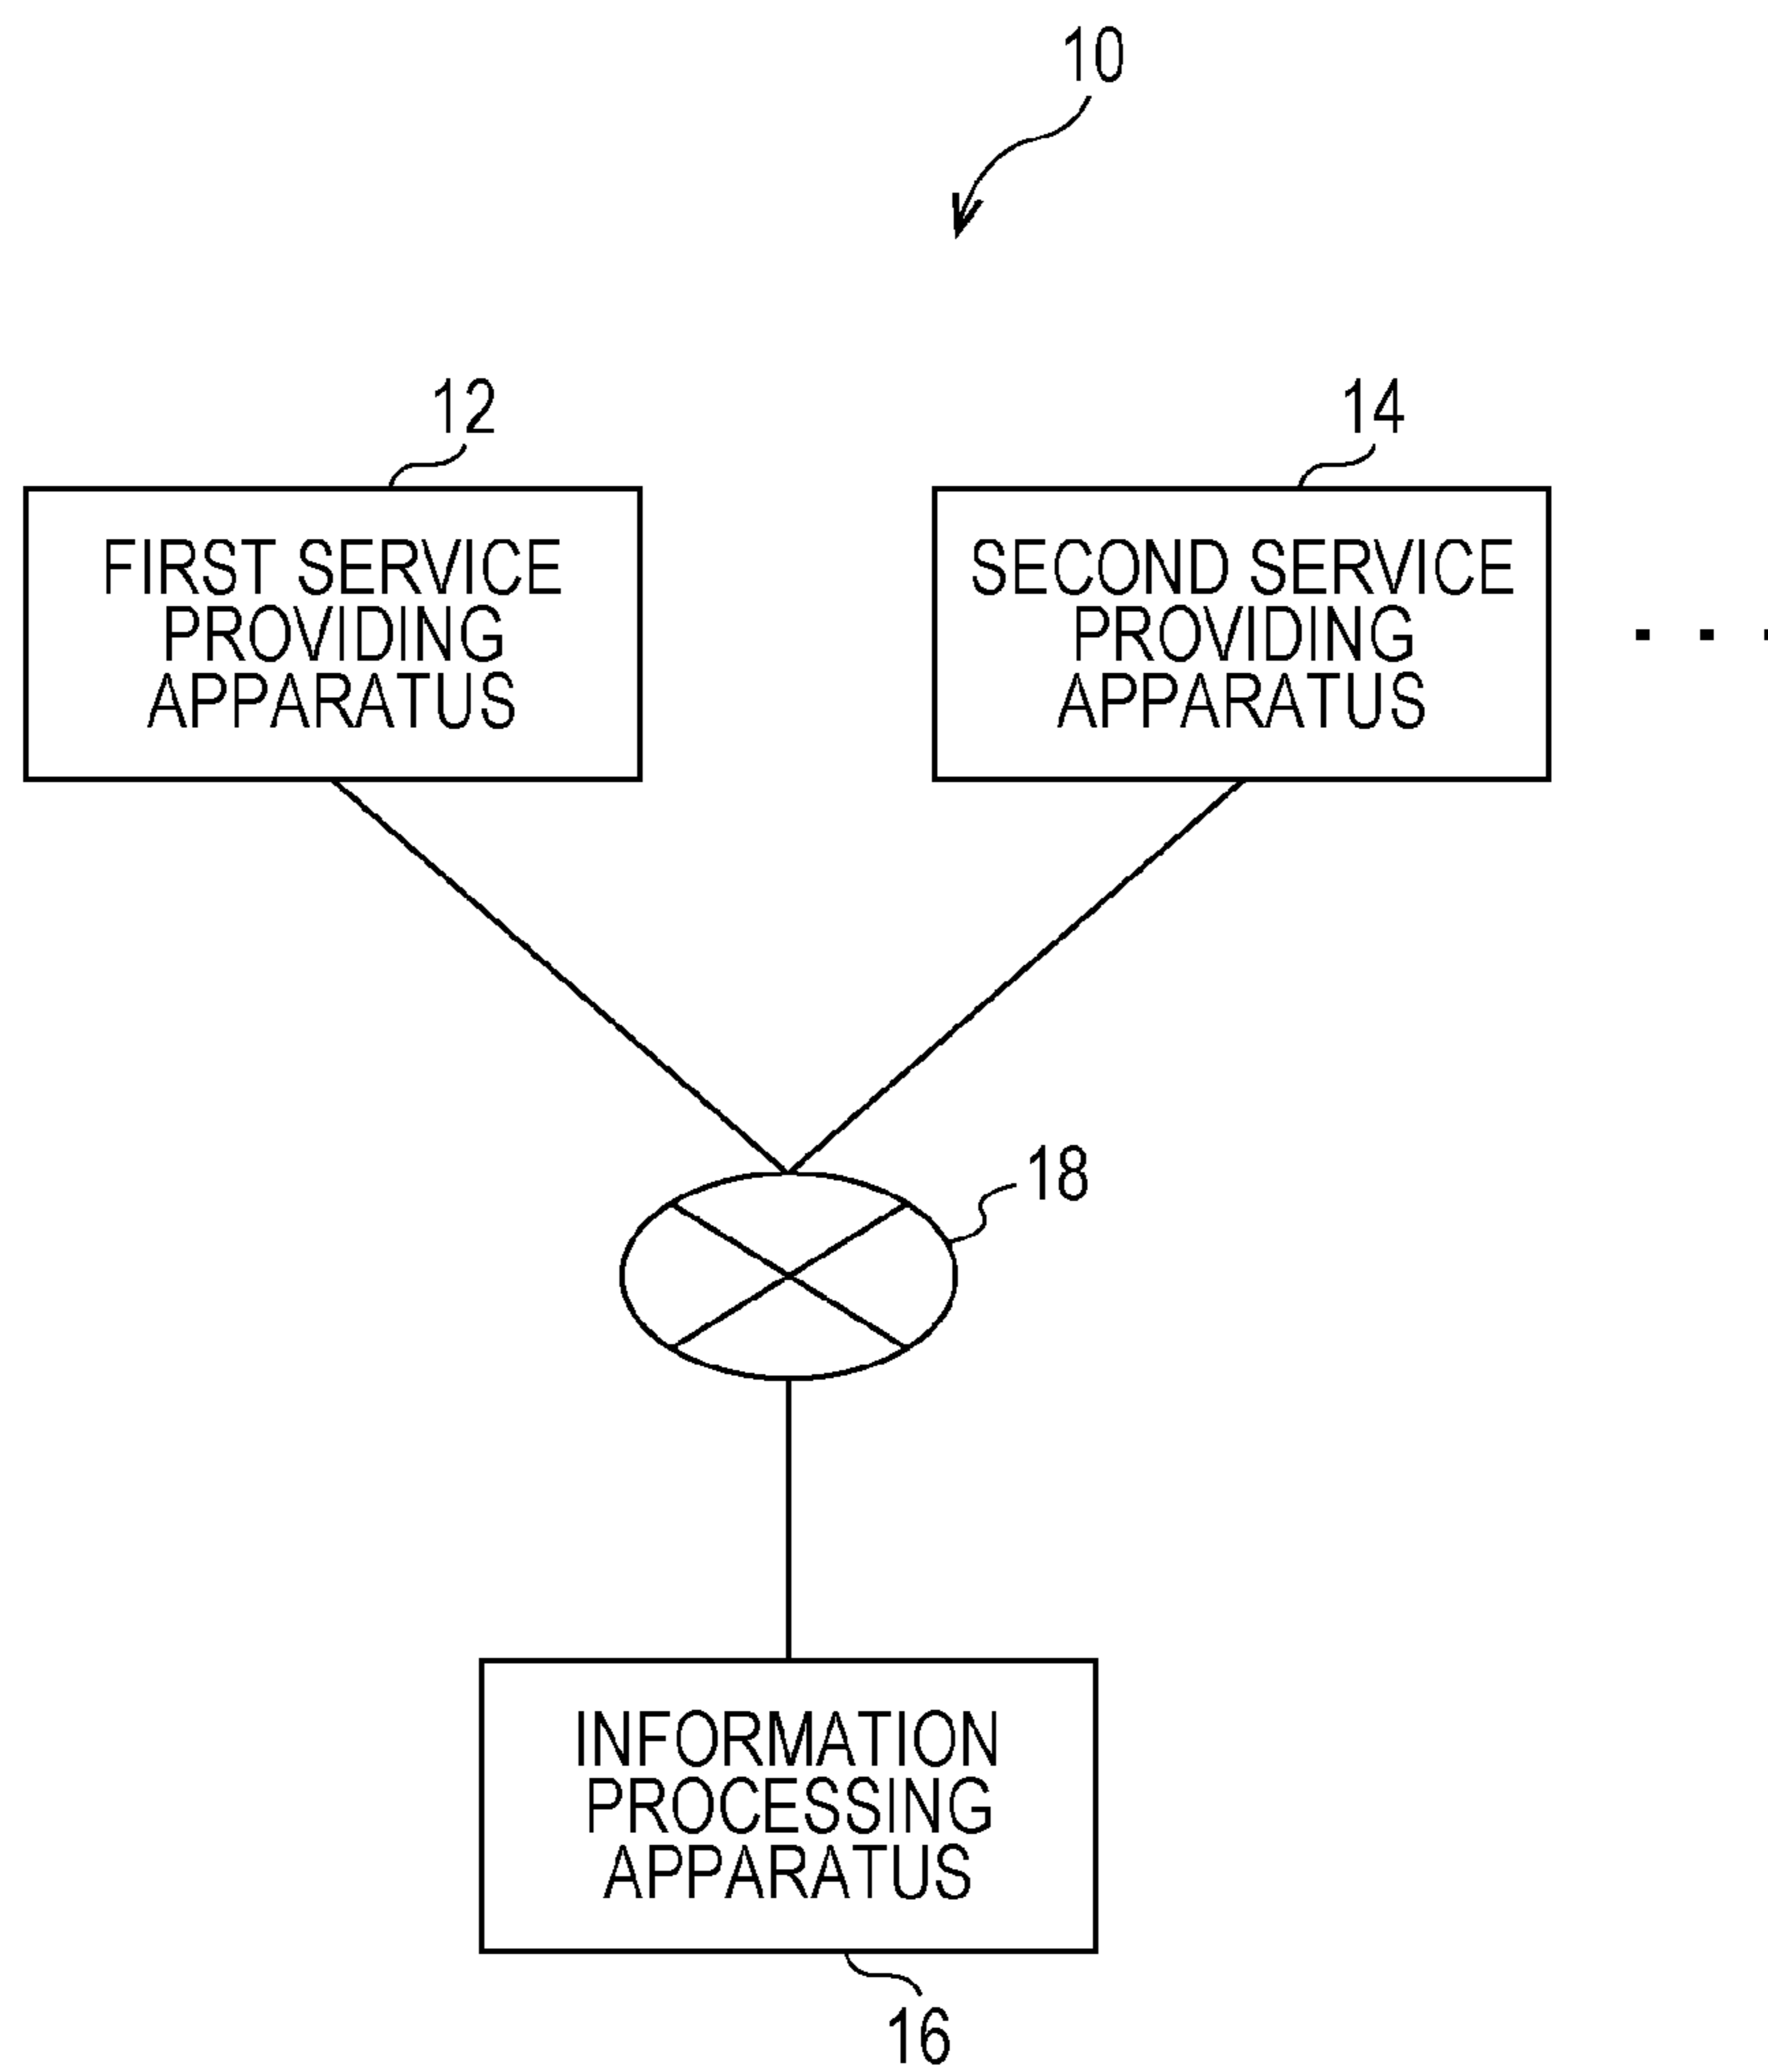 10
12
14
FIRST SERVICE
PROVIDING
APPARATUS
SECOND SERVICE
PROVIDING
APPARATUS
. . .
18
INFORMATION
PROCESSING
APPARATUS
16